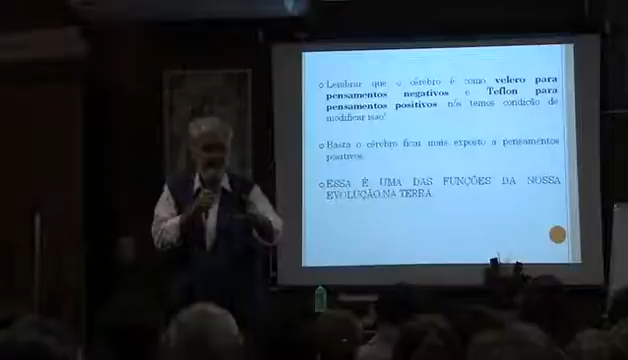 Lembrar que o cérebro é como velero para
pensamentos negativos e Teflon para
pensamentos positivos nós temos condição de
modificar isso!
Basta o cérebro ficar mais exposto a pensamentos
positivos.
ESSA É UMA DAS FUNÇÕES DA NOSSA
EVOLUÇÃO NA TERRA